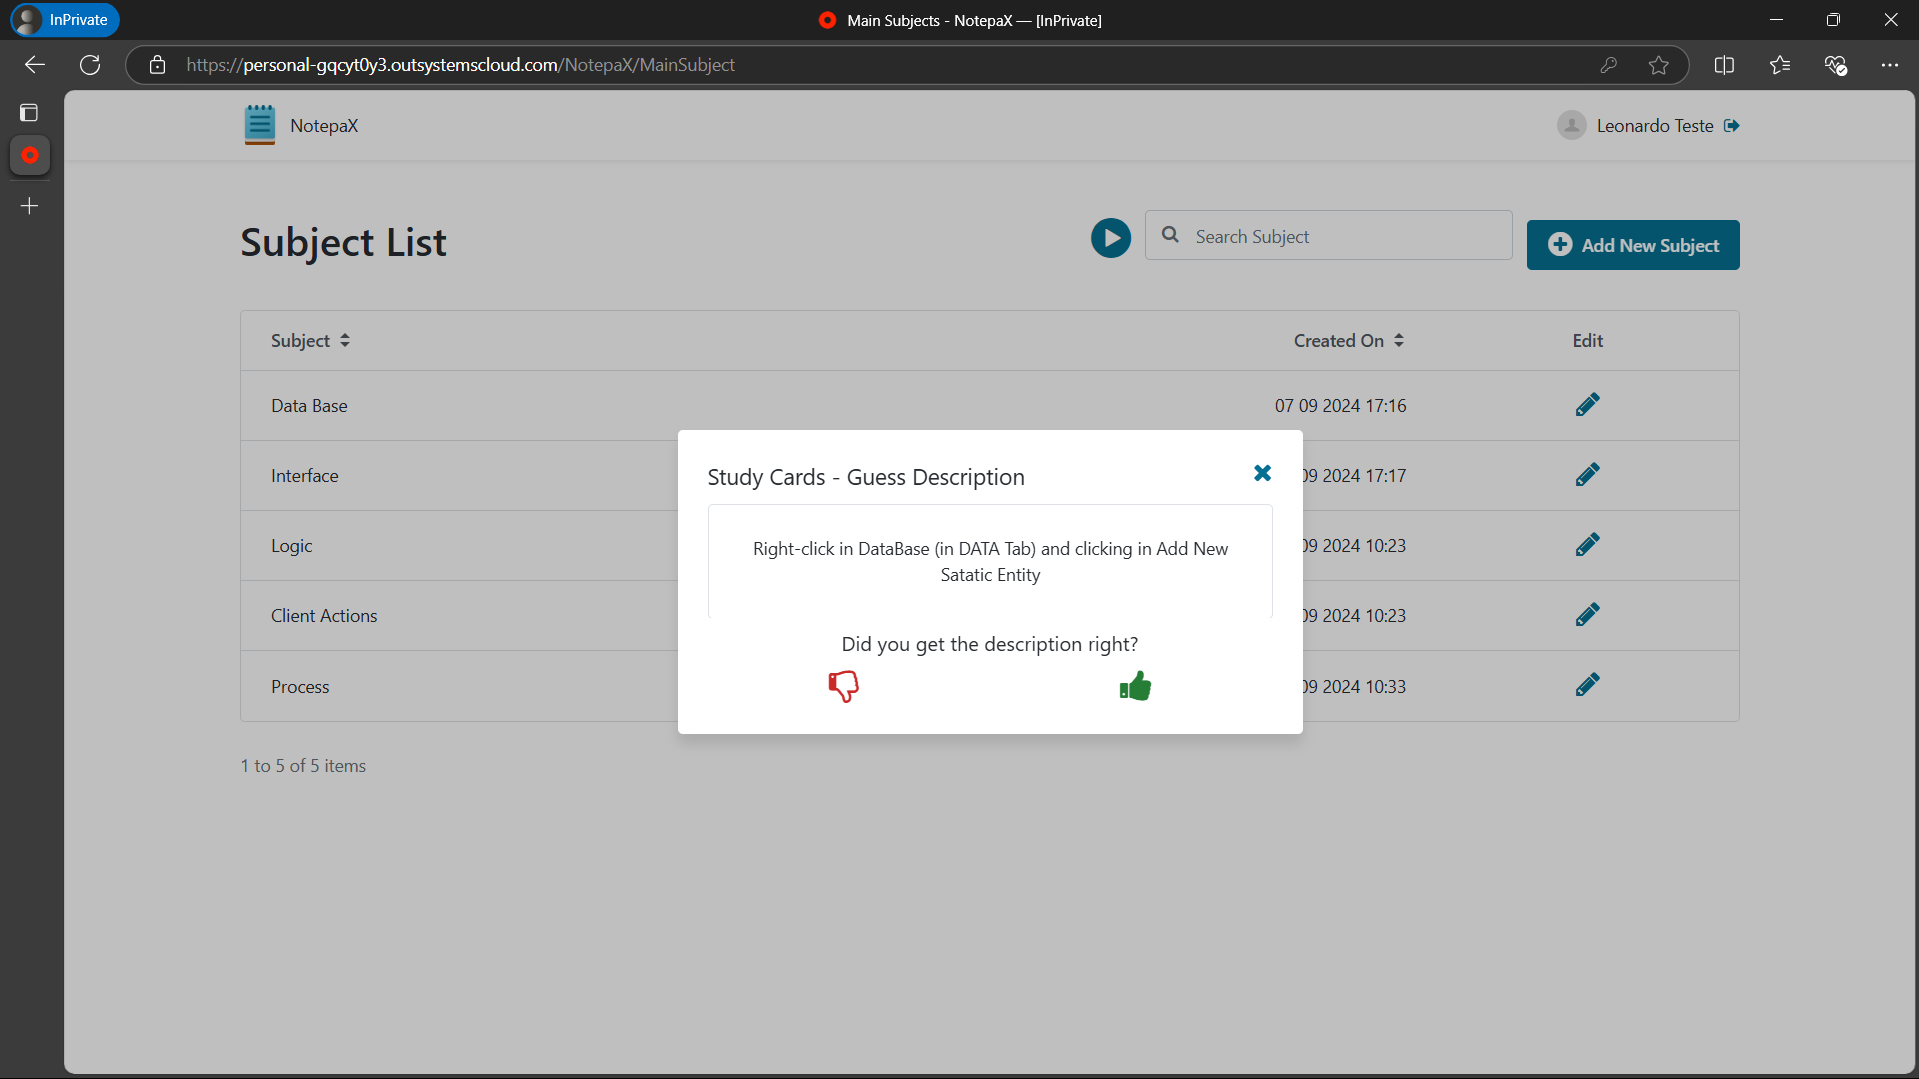 InPrivate
Main Subjects - NotepaX — [InPrivate]
https://personal-gqcyt0y3.outsystemscloud.com/NotepaX/MainSubject
NotepaX
Leonardo Teste
Subject List
Search Subject
Add New Subject
Subject Created On Edit
Data Base 07 09 2024 17:16
Interface 09 2024 17:17
Logic 09 2024 10:23
Client Actions 09 2024 10:23
Process 09 2024 10:33
Study Cards - Guess Description
Right-click in DataBase (in DATA Tab) and clicking in Add New
Satatic Entity
Did you get the description right?
1 to 5 of 5 items